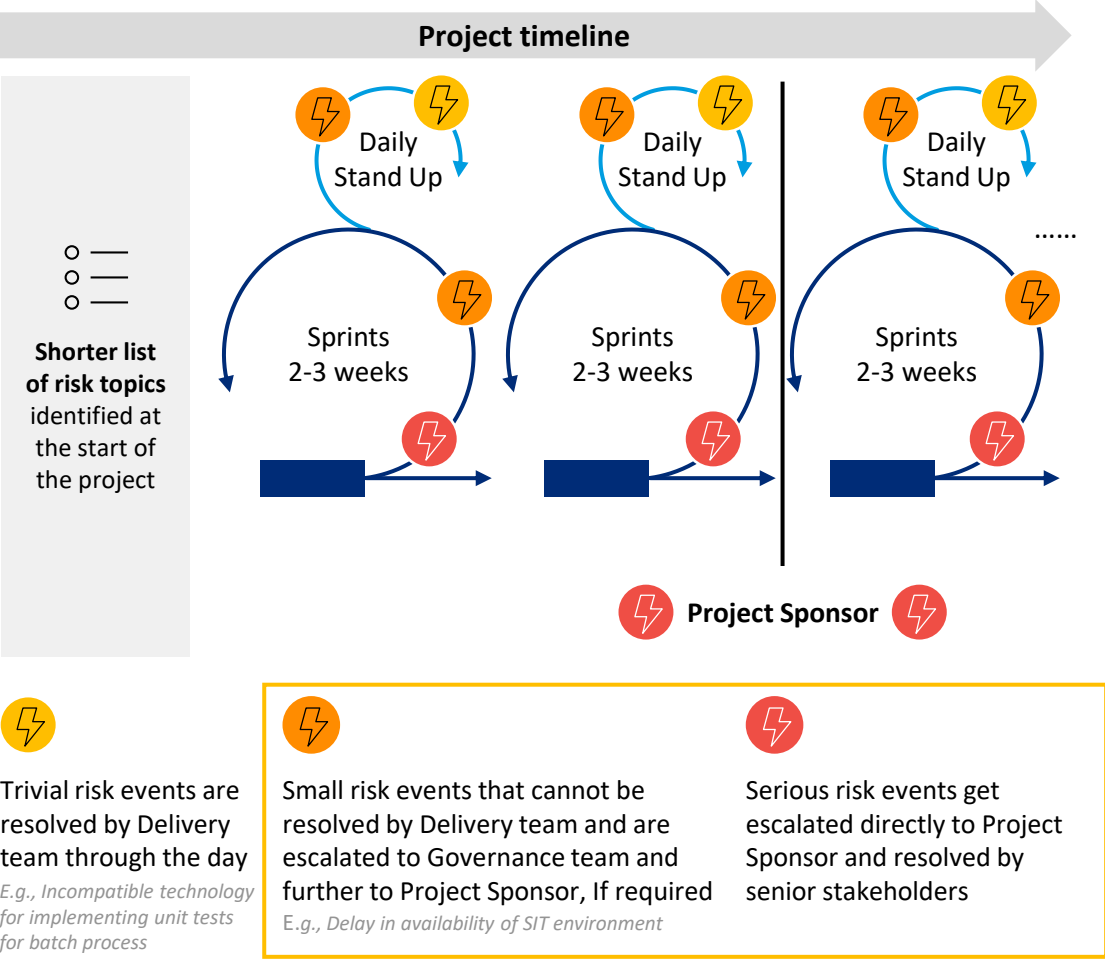 Project timeline
Daily
Stand Up
Daily
Stand Up
Daily
Stand Up
......
Sprints
2-3 weeks
Sprints
2-3 weeks
Sprints
2-3 weeks
Shorter list
of risk topics
identified at
the start of
the project
Project Sponsor
Trivial risk events are
resolved by Delivery
team through the day
E.g., Incompatible technology
for implementing unit tests
for batch process
Small risk events that cannot be
resolved by Delivery team and are
escalated to Governance team and
further to Project Sponsor, If required
E.g., Delay in availability of SIT environment
Serious risk events get
escalated directly to Project
Sponsor and resolved by
senior stakeholders